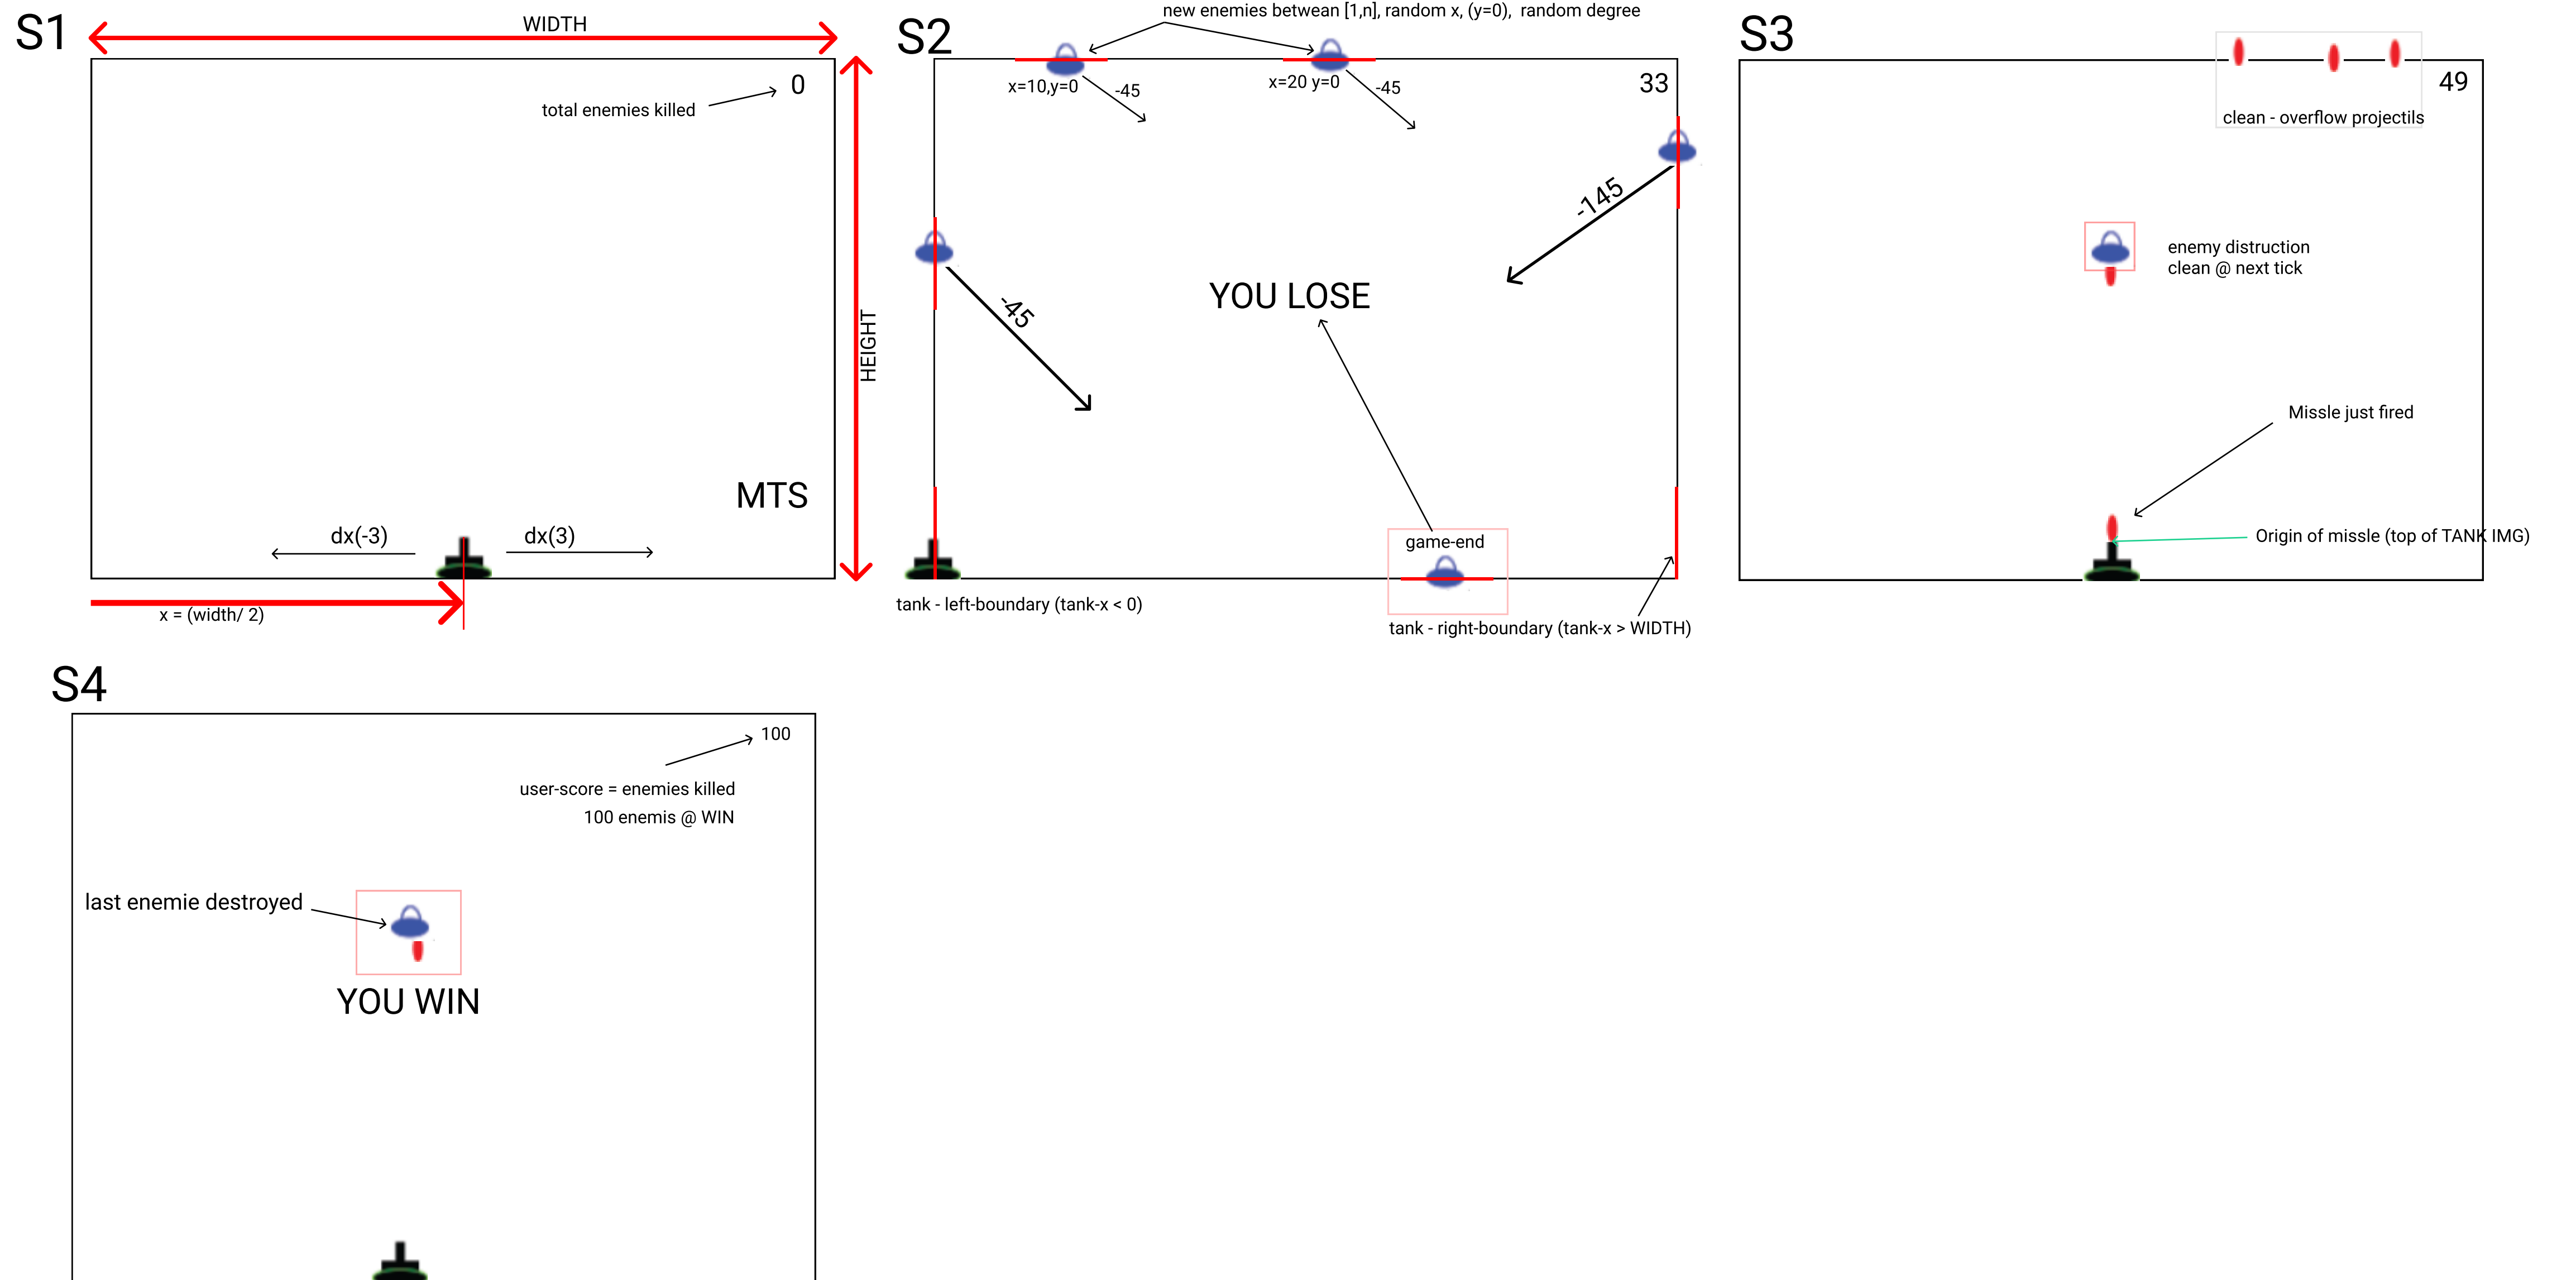 S1
WIDTH
0
total enemies killed
HEIGHT
MTS
dx(-3)
dx(3)
x = (width/ 2)
S2
new enemies betwean [1,n], random x, (y=0), random degree
x=10,y=0
-45
x=20 y=0
-45
33
-145
-45
YOU LOSE
game-end
tank - left-boundary (tank-x < 0)
tank - right-boundary (tank-x > WIDTH)
S3
49
clean - overflow projectils
enemy distruction
clean @ next tick
Missle just fired
Origin of missle (top of TANK IMG)
S4
100
user-score = enemies killed
100 enemis @ WIN
last enemie destroyed
YOU WIN